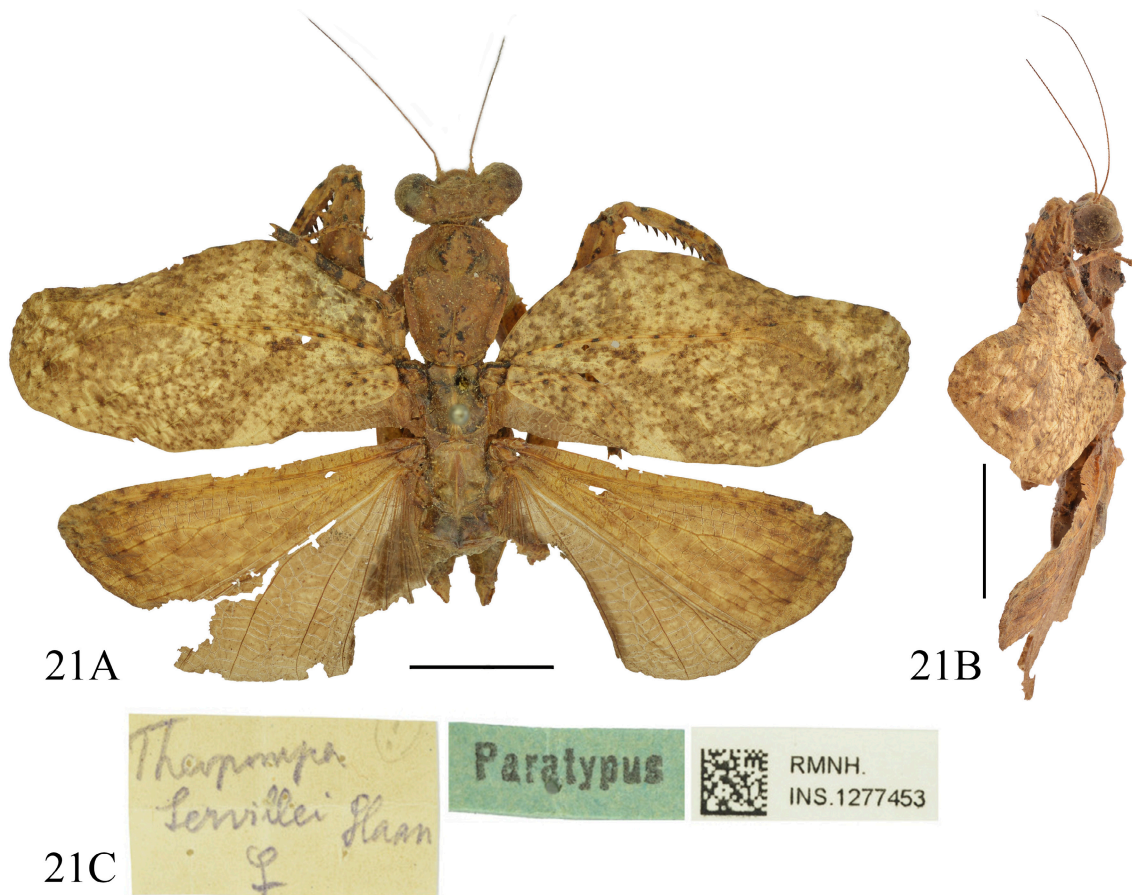 21A
21B
Theopompa
Servillei Haan
♀
Paratypus
RMNH.
INS.1277453
21C